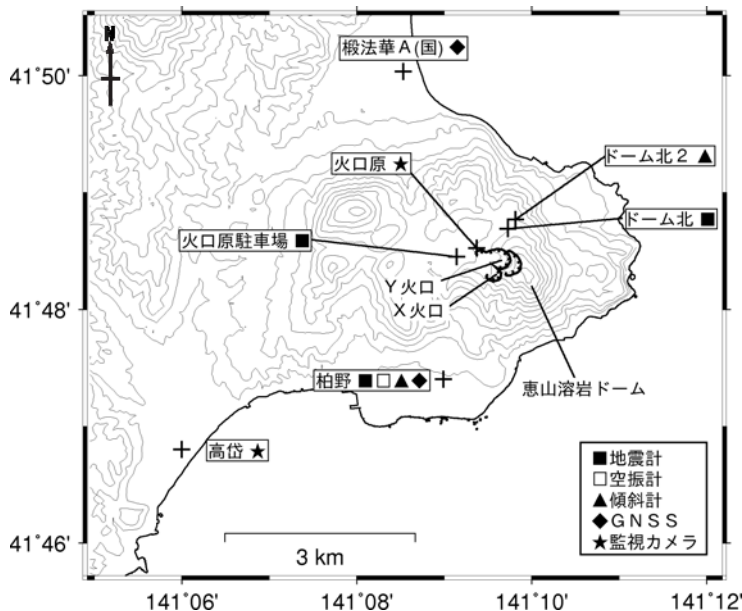 N
椴法華A(国)◆
41˚50'
ドーム北2▲
火口原★
ドーム北■
火口原駐車場■
Y火口
X火口
41˚48'
柏野■□▲◆
恵山溶岩ドーム
高岱★
■地震計
□空振計
▲傾斜計
◆GNSS
★監視カメラ
3 km
41˚46'
141˚06' 141˚08' 141˚10' 141˚12'